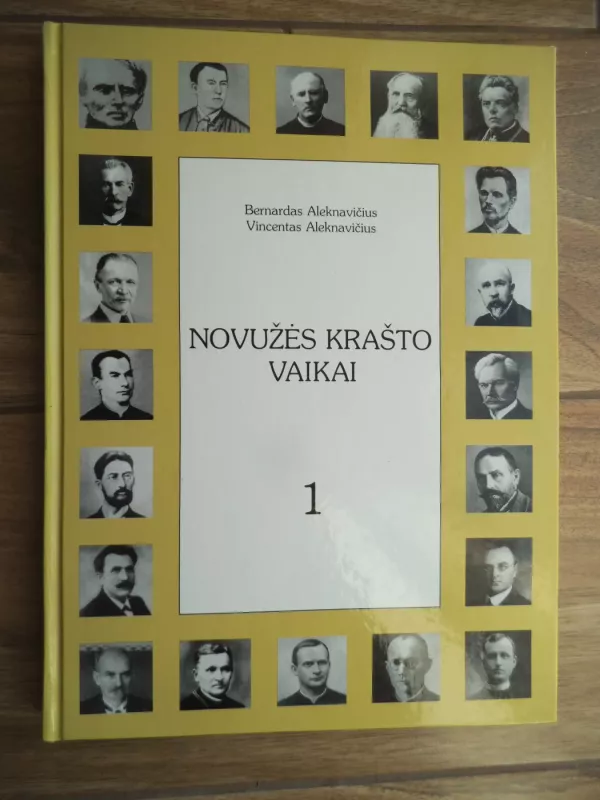 Bernardas Aleknavičius
Vincentas Aleknavičius
NOVUŽĖS KRAŠTO
VAIKAI
1